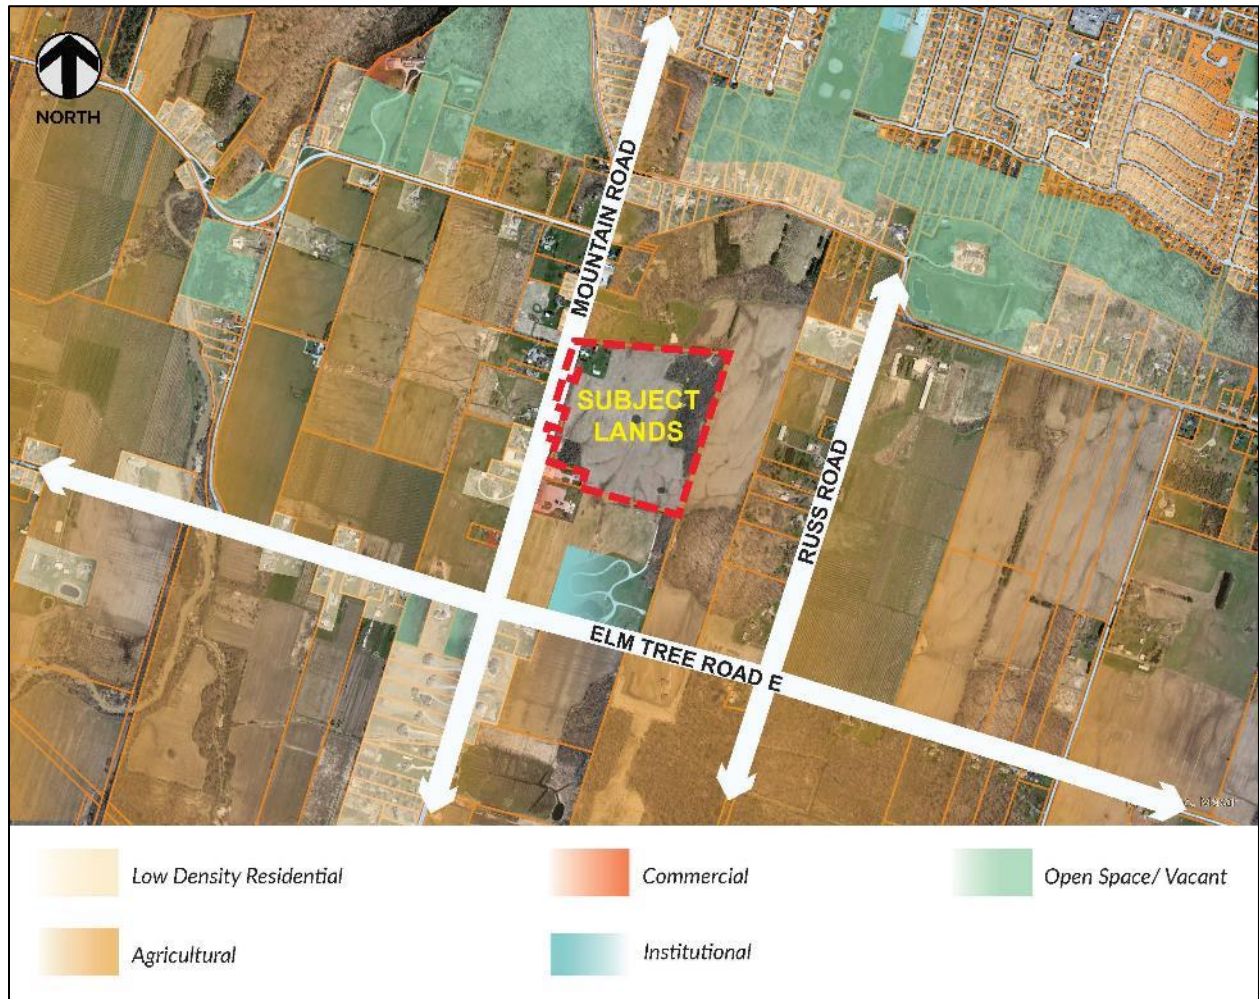 NORTH
MOUNTAIN ROAD
SUBJECT
LANDS
RUSS ROAD
ELM TREE ROAD E
Low Density Residential
Commercial
Open Space/ Vacant
Agricultural
Institutional